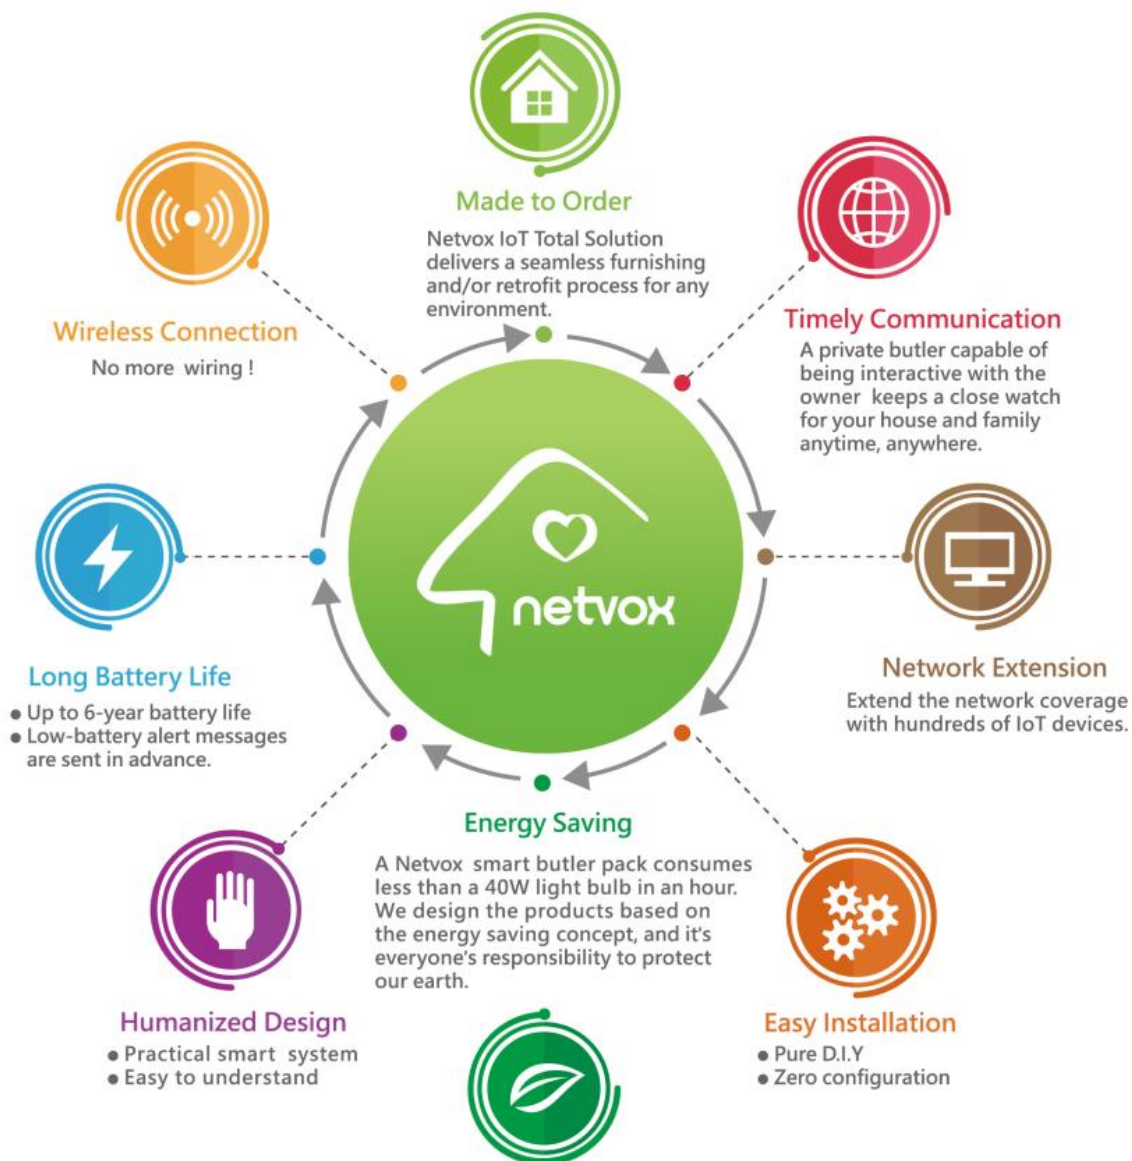 Made to Order
Netvox IoT Total Solution
delivers a seamless furnishing
and/or retrofit process for any
environment.
Timely Communication
A private butler capable of
being interactive with the
owner keeps a close watch
for your house and family
anytime, anywhere.
Wireless Connection
No more wiring !
netvox
Network Extension
Extend the network coverage
with hundreds of IoT devices.
Long Battery Life
● Up to 6-year battery life
● Low-battery alert messages
are sent in advance.
Energy Saving
A Netvox smart butler pack consumes
less than a 40W light bulb in an hour.
We design the products based on
the energy saving concept, and it's
everyone's responsibility to protect
our earth.
Easy Installation
● Pure D.I.Y
● Zero configuration
Humanized Design
● Practical smart system
● Easy to understand